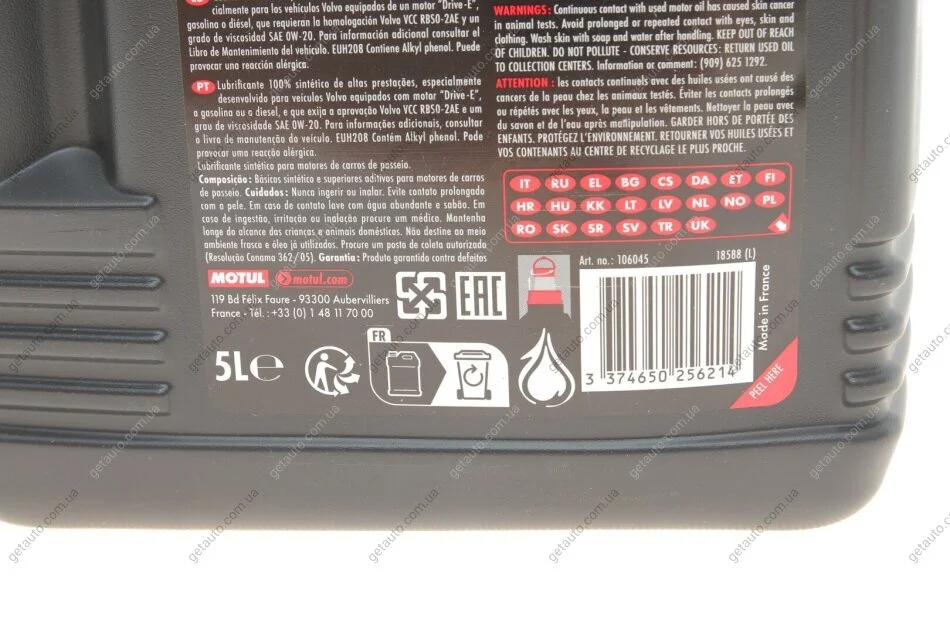 ES
cialmente para los vehículos Volvo equipados de un motor "Drive-E",
gasolina o diésel, que requieran la homologación Volvo VCC RBS0-2AE y un
grado de viscosidad SAE 0W-20. Para información adicional, consultar el
Libro de Mantenimiento del vehículo. EUH208 Contiene Alkyl phenol. Puede
provocar una reacción alérgica.
PT Lubrificante 100% sintético de altas prestações, especialmente
desenvolvido para veículos Volvo equipados com motor "Drive-E",
a gasolina ou a diesel, e que exija a aprovação Volvo VCC RBS0-2AE e um
grau de viscosidade SAE 0W-20. Para informações adicionais, consultar
o livro de manutenção do veículo. EUH208 Contém Alkyl phenol. Pode
provocar uma reacção alérgica.
Lubrificante sintético para motores de carros de passeio.
Composição: Básicos sintético e superiores aditivos para motores de carros
de passeio. Cuidados: Nunca ingerir ou inalar. Evite contato prolongado
com a pele. Em caso de contato lave com água abundante e sabão. Em
caso de ingestão, irritação ou inalação procure um médico. Mantenha
longe do alcance das crianças e animais domésticos. Não destine ao meio
ambiente frasco e óleo já utilizados. Procure um posto de coleta autorizado
(Resolução Conama 362/05). Garantia: Produto garantido contra defeitos
MOTUL motul.com
119 Bd Félix Faure - 93300 Aubervilliers
France - Tél. : +33 (0) 1 48 11 70 00
5L e
FR
WARNINGS: Continuous contact with used motor oil has caused skin cancer
in animal tests. Avoid prolonged or repeated contact with eyes, skin and
clothing. Wash skin with soap and water after handling. KEEP OUT OF REACH
OF CHILDREN. DO NOT POLLUTE - CONSERVE RESOURCES: RETURN USED OIL
TO COLLECTION CENTERS. Information or comment: (909) 625 1292.
ATTENTION : les contacts continuels avec des huiles usées ont causé des
cancers de la peau chez les animaux testés. Éviter les contacts prolongés
ou répétés avec les yeux, la peau et les vêtements. Nettoyer la peau avec
du savon et de l'eau après manipulation. GARDER HORS DE PORTÉE DES
ENFANTS. PROTÉGEZ L'ENVIRONNEMENT. RETOURNER VOS HUILES USÉES ET
VOS CONTENANTS AU CENTRE DE RECYCLAGE LE PLUS PROCHE.
IT RU EL BG CS DA ET FI
HR HU KK LT LV NL NO PL
RO SK SR SV TR UK
EAC
Art. no.: 106045 18588 (L)
3 374650 256214
Made in France
PEEL HERE
getauto.com.ua